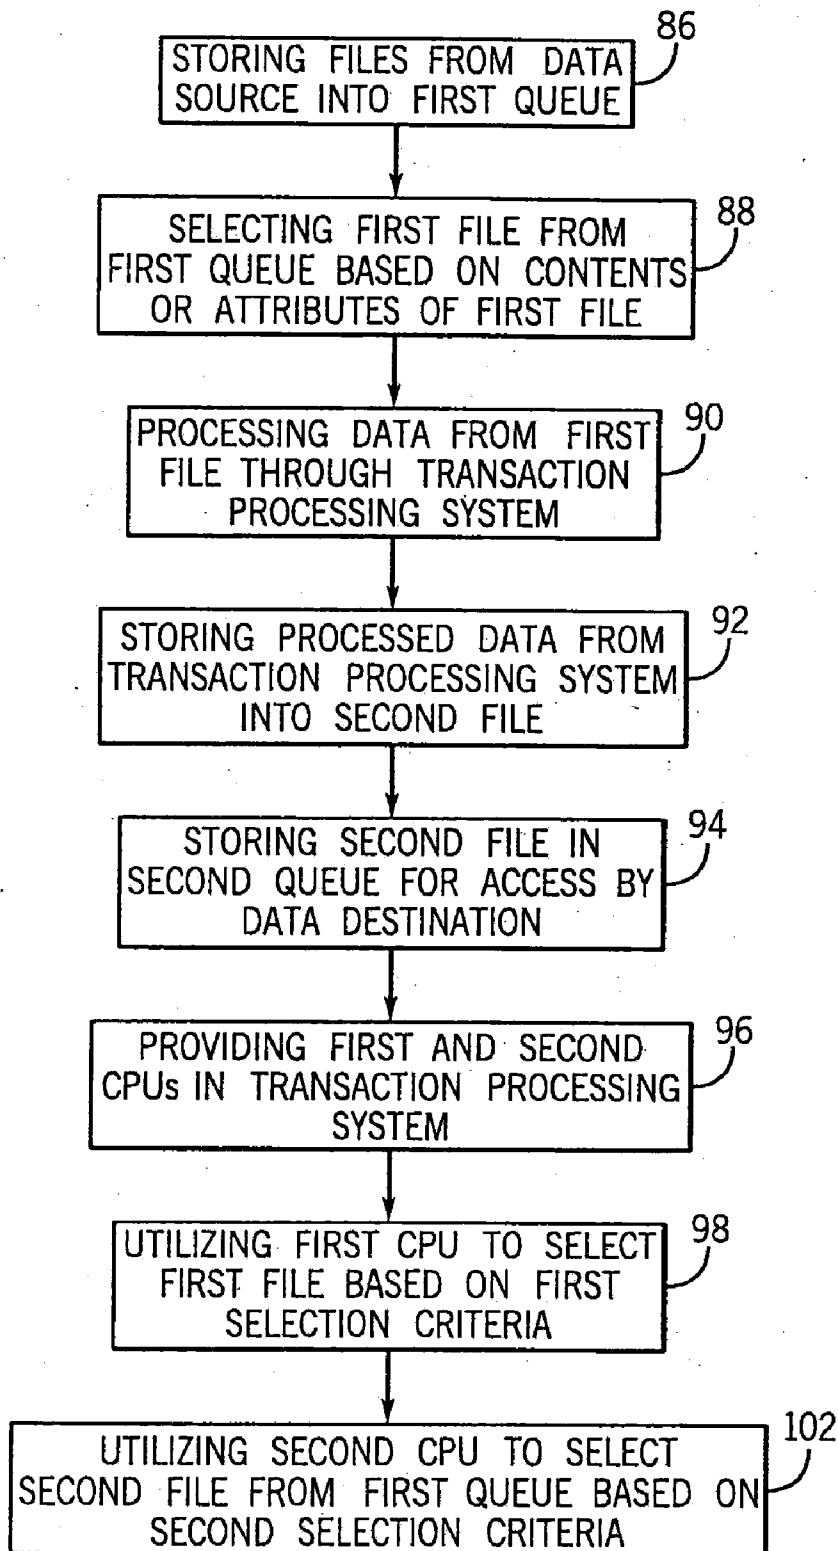 86
STORING FILES FROM DATA
SOURCE INTO FIRST QUEUE
88
SELECTING FIRST FILE FROM
FIRST QUEUE BASED ON CONTENTS
OR ATTRIBUTES OF FIRST FILE
90
PROCESSING DATA FROM FIRST
FILE THROUGH TRANSACTION
PROCESSING SYSTEM
92
STORING PROCESSED DATA FROM
TRANSACTION PROCESSING SYSTEM
INTO SECOND FILE
94
STORING SECOND FILE IN
SECOND QUEUE FOR ACCESS BY
DATA DESTINATION
96
PROVIDING FIRST AND SECOND
CPUs IN TRANSACTION PROCESSING
SYSTEM
98
UTILIZING FIRST CPU TO SELECT
FIRST FILE BASED ON FIRST
SELECTION CRITERIA
102
UTILIZING SECOND CPU TO SELECT
SECOND FILE FROM FIRST QUEUE BASED ON
SECOND SELECTION CRITERIA